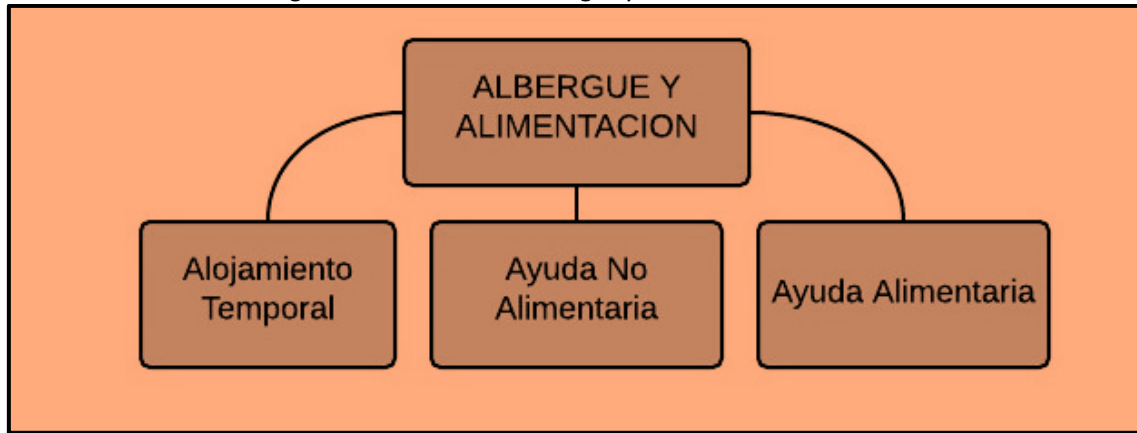 ALBERGUE Y
ALIMENTACION
Alojamiento
Temporal
Ayuda No
Alimentaria
Ayuda Alimentaria